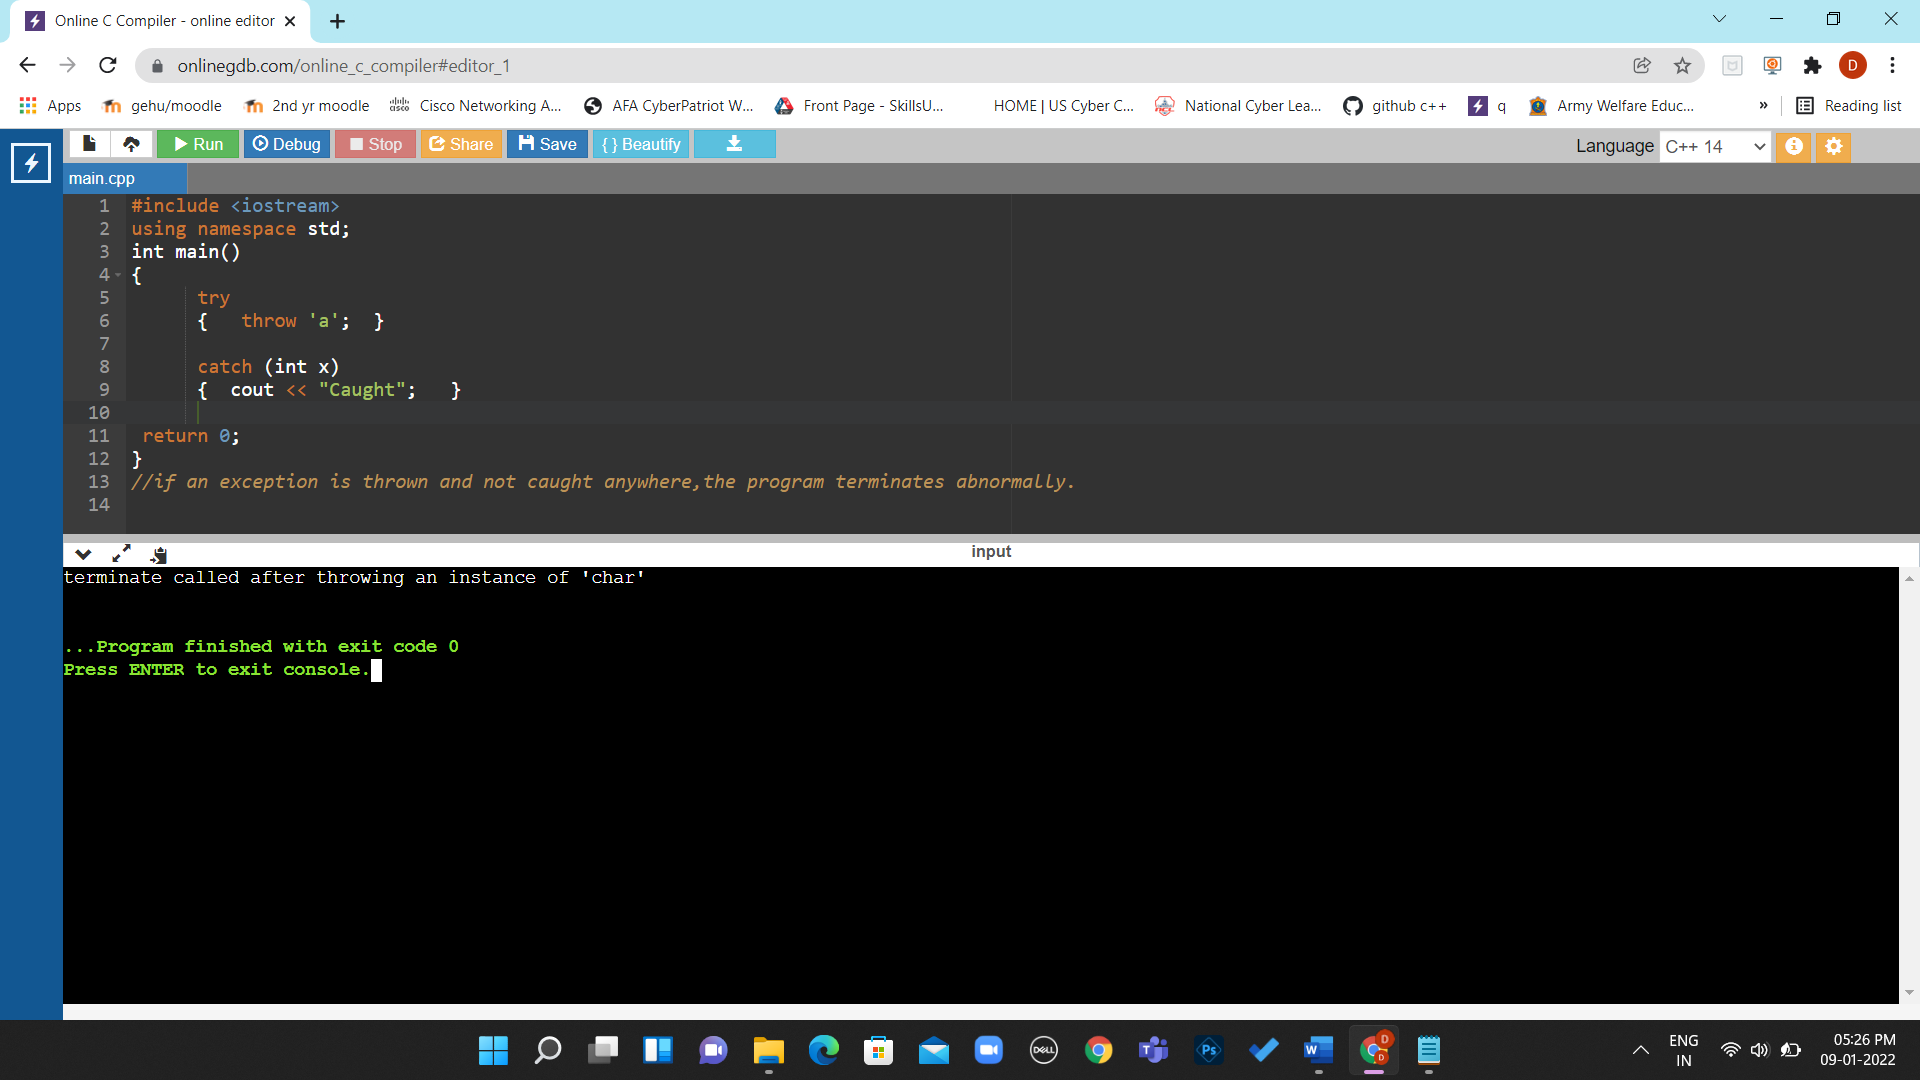 Online C Compiler - online editor
onlinegdb.com/online_c_compiler#editor_1
D
Apps gehu/moodle 2nd yr moodle Cisco Networking A... AFA CyberPatriot W... Front Page - SkillsU... HOME | US Cyber C... National Cyber Lea... github c++ q Army Welfare Educ... » Reading list
Run Debug Stop Share Save { } Beautify Language C++ 14
main.cpp
1 #include <iostream>
2 using namespace std;
3 int main()
4 {
5 try
6 { throw 'a'; }
7
8 catch (int x)
9 { cout << "Caught"; }
10
11 return 0;
12 }
13 //if an exception is thrown and not caught anywhere,the program terminates abnormally.
14
input
terminate called after throwing an instance of 'char'
...Program finished with exit code 0
Press ENTER to exit console.
DELL Ps W D D
ENG
IN
05:26 PM
09-01-2022